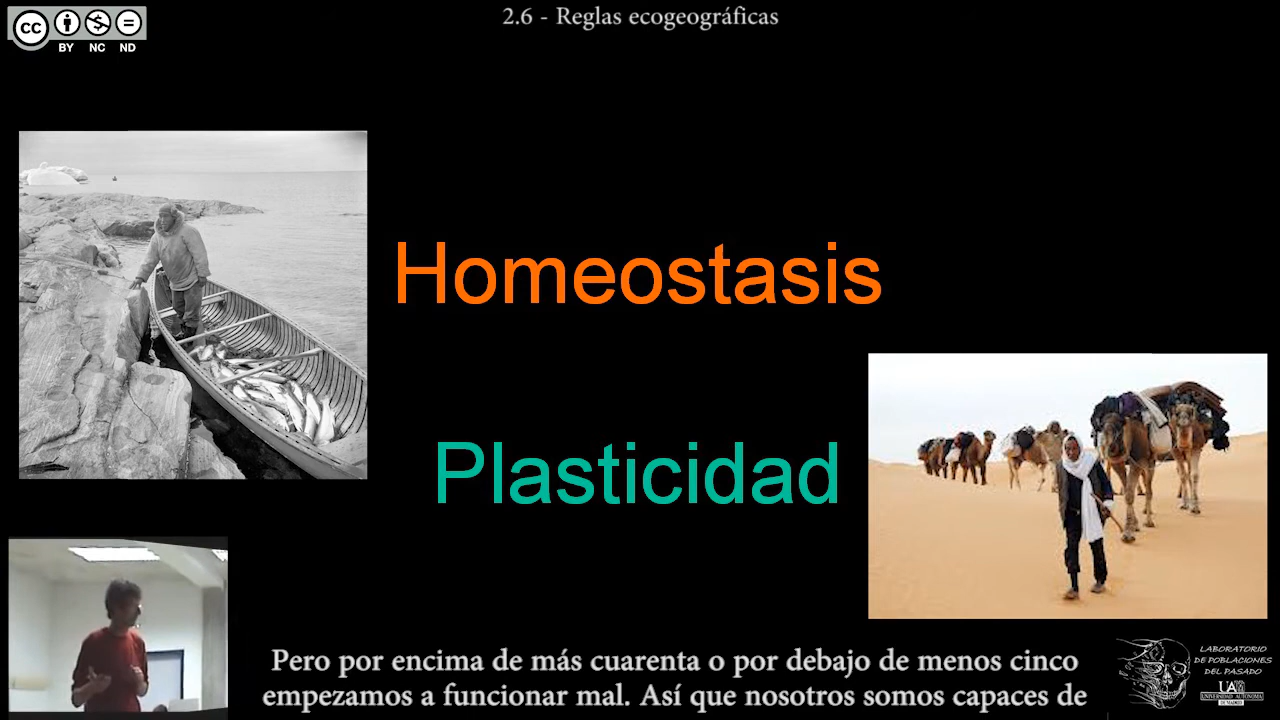 2.6 - Reglas ecogeográficas
cc
BY NC ND
Homeostasis
Plasticidad
Pero por encima de más cuarenta o por debajo de menos cinco
empezamos a funcionar mal. Así que nosotros somos capaces de
LABORATORIO
DE POBLACIONES
DEL PASADO
UAM
UNIVERSIDAD AUTONOMA
DE MADRID